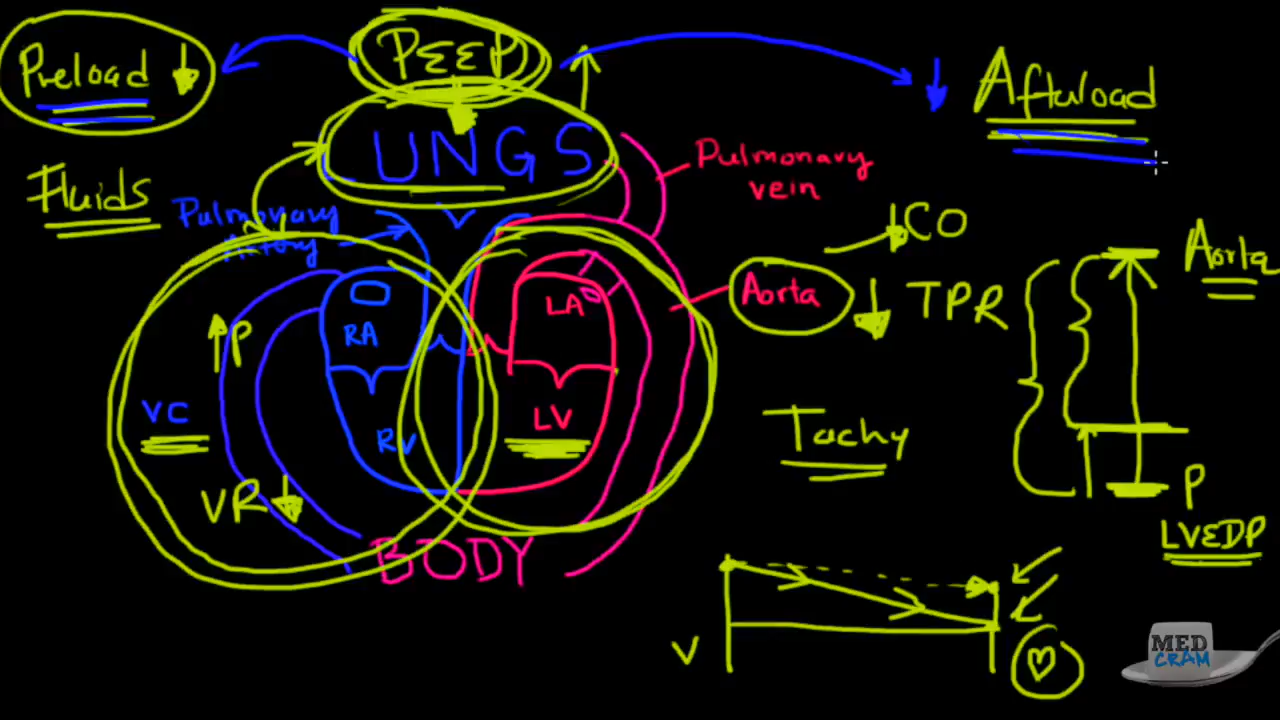 Preload ↓
PEEP
↓ Afterload
LUNGS
Fluids
Pulmonary
Artery
Pulmonary
vein
↓CO
Aorta
↓ TPR
Aorta
RA
LA
↑P
VC
RV
LV
Tachy
VR↓
P
LVEDP
BODY
V
MED
CRAM